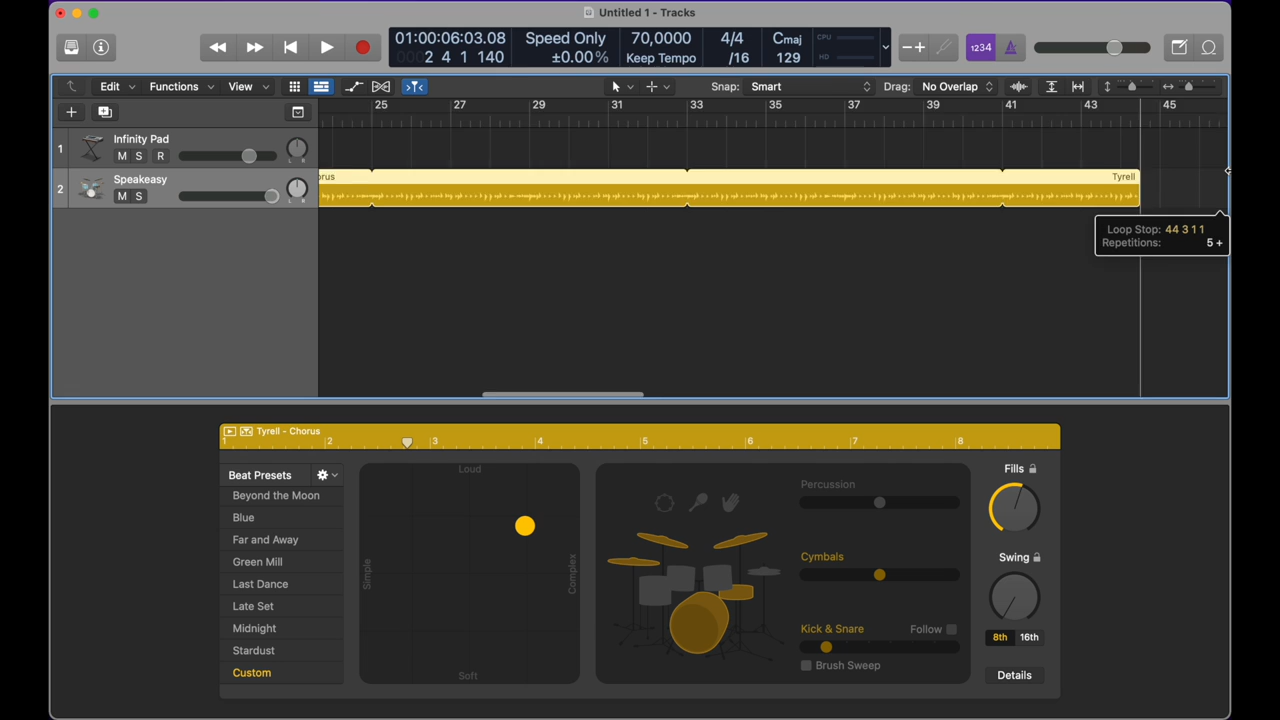 Untitled 1 - Tracks
01:00:06:03.08
0002 4 1 140
Speed Only
±0.00%
70,0000
Keep Tempo
4/4
/16
Cmaj
129
CPU
HD
1234
Edit
Functions
View
Snap: Smart
Drag: No Overlap
25 27 29 31 33 35 37 39 41 43 45
1
Infinity Pad
M S R
L R
2
Speakeasy
M S
L R
orus
Tyrell
Loop Stop: 44 3 1 1
Repetitions: 5 +
Tyrell - Chorus
1 2 3 4 5 6 7 8
Beat Presets
Beyond the Moon
Blue
Far and Away
Green Mill
Last Dance
Late Set
Midnight
Stardust
Custom
Loud
Simple
Complex
Soft
Percussion
Cymbals
Kick & Snare
Follow
Brush Sweep
Fills
Swing
8th 16th
Details